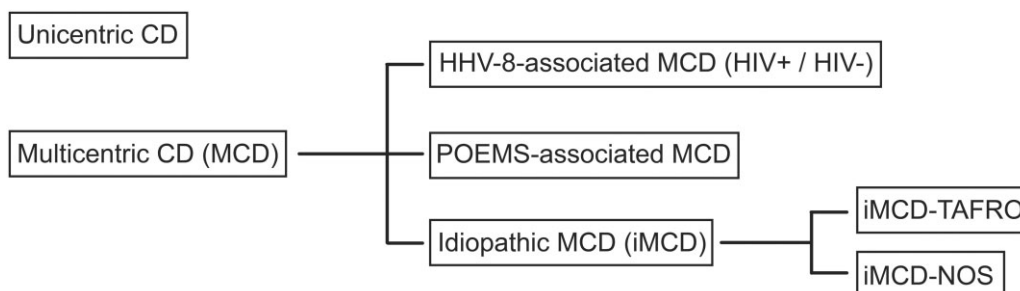 Unicentric CD
HHV-8-associated MCD (HIV+ / HIV-)
Multicentric CD (MCD)
POEMS-associated MCD
Idiopathic MCD (iMCD)
iMCD-TAFRO
iMCD-NOS